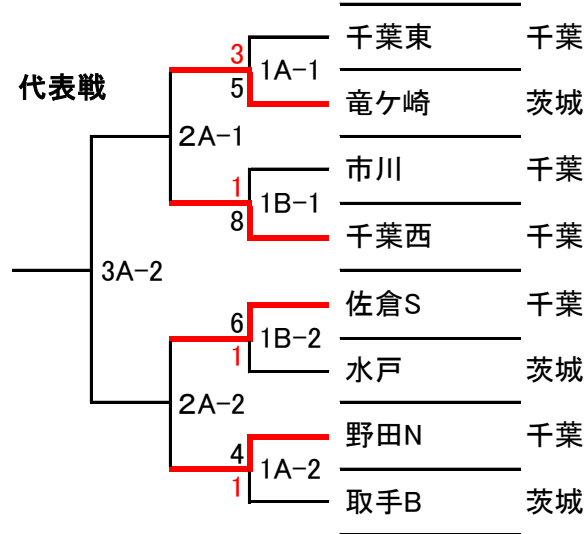 代表戦
千葉東 千葉
3
1A-1
5
竜ケ崎 茨城
2A-1
市川 千葉
1
1B-1
8
千葉西 千葉
3A-2
佐倉S 千葉
6
1B-2
1
水戸 茨城
2A-2
野田N 千葉
4
1A-2
1
取手B 茨城